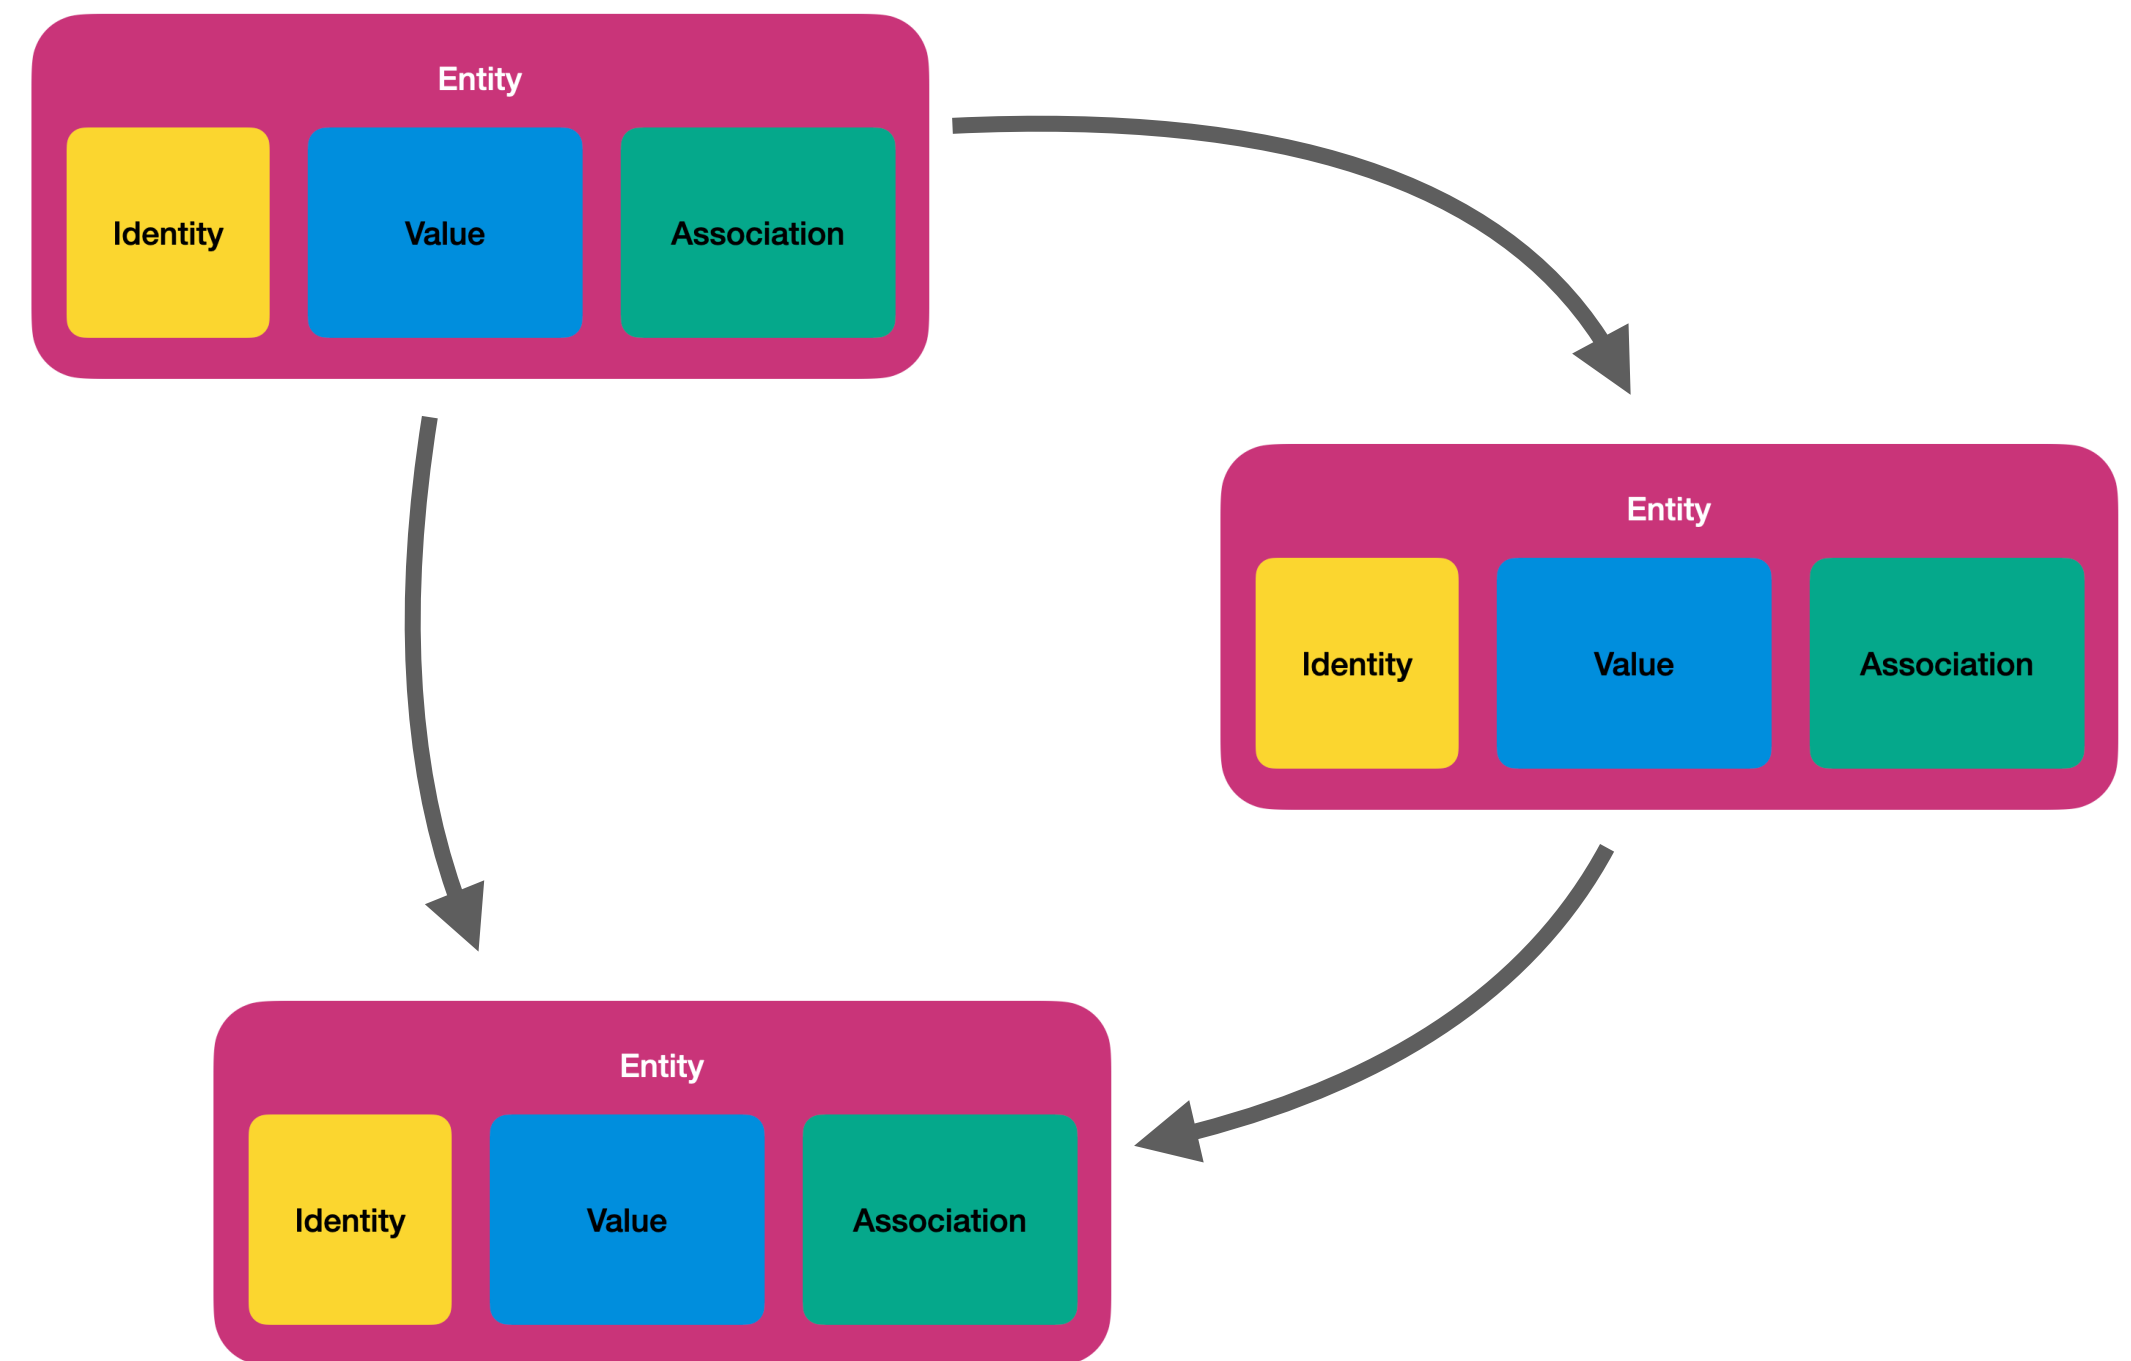 Entity
Identity
Value
Association
Entity
Identity
Value
Association
Entity
Identity
Value
Association